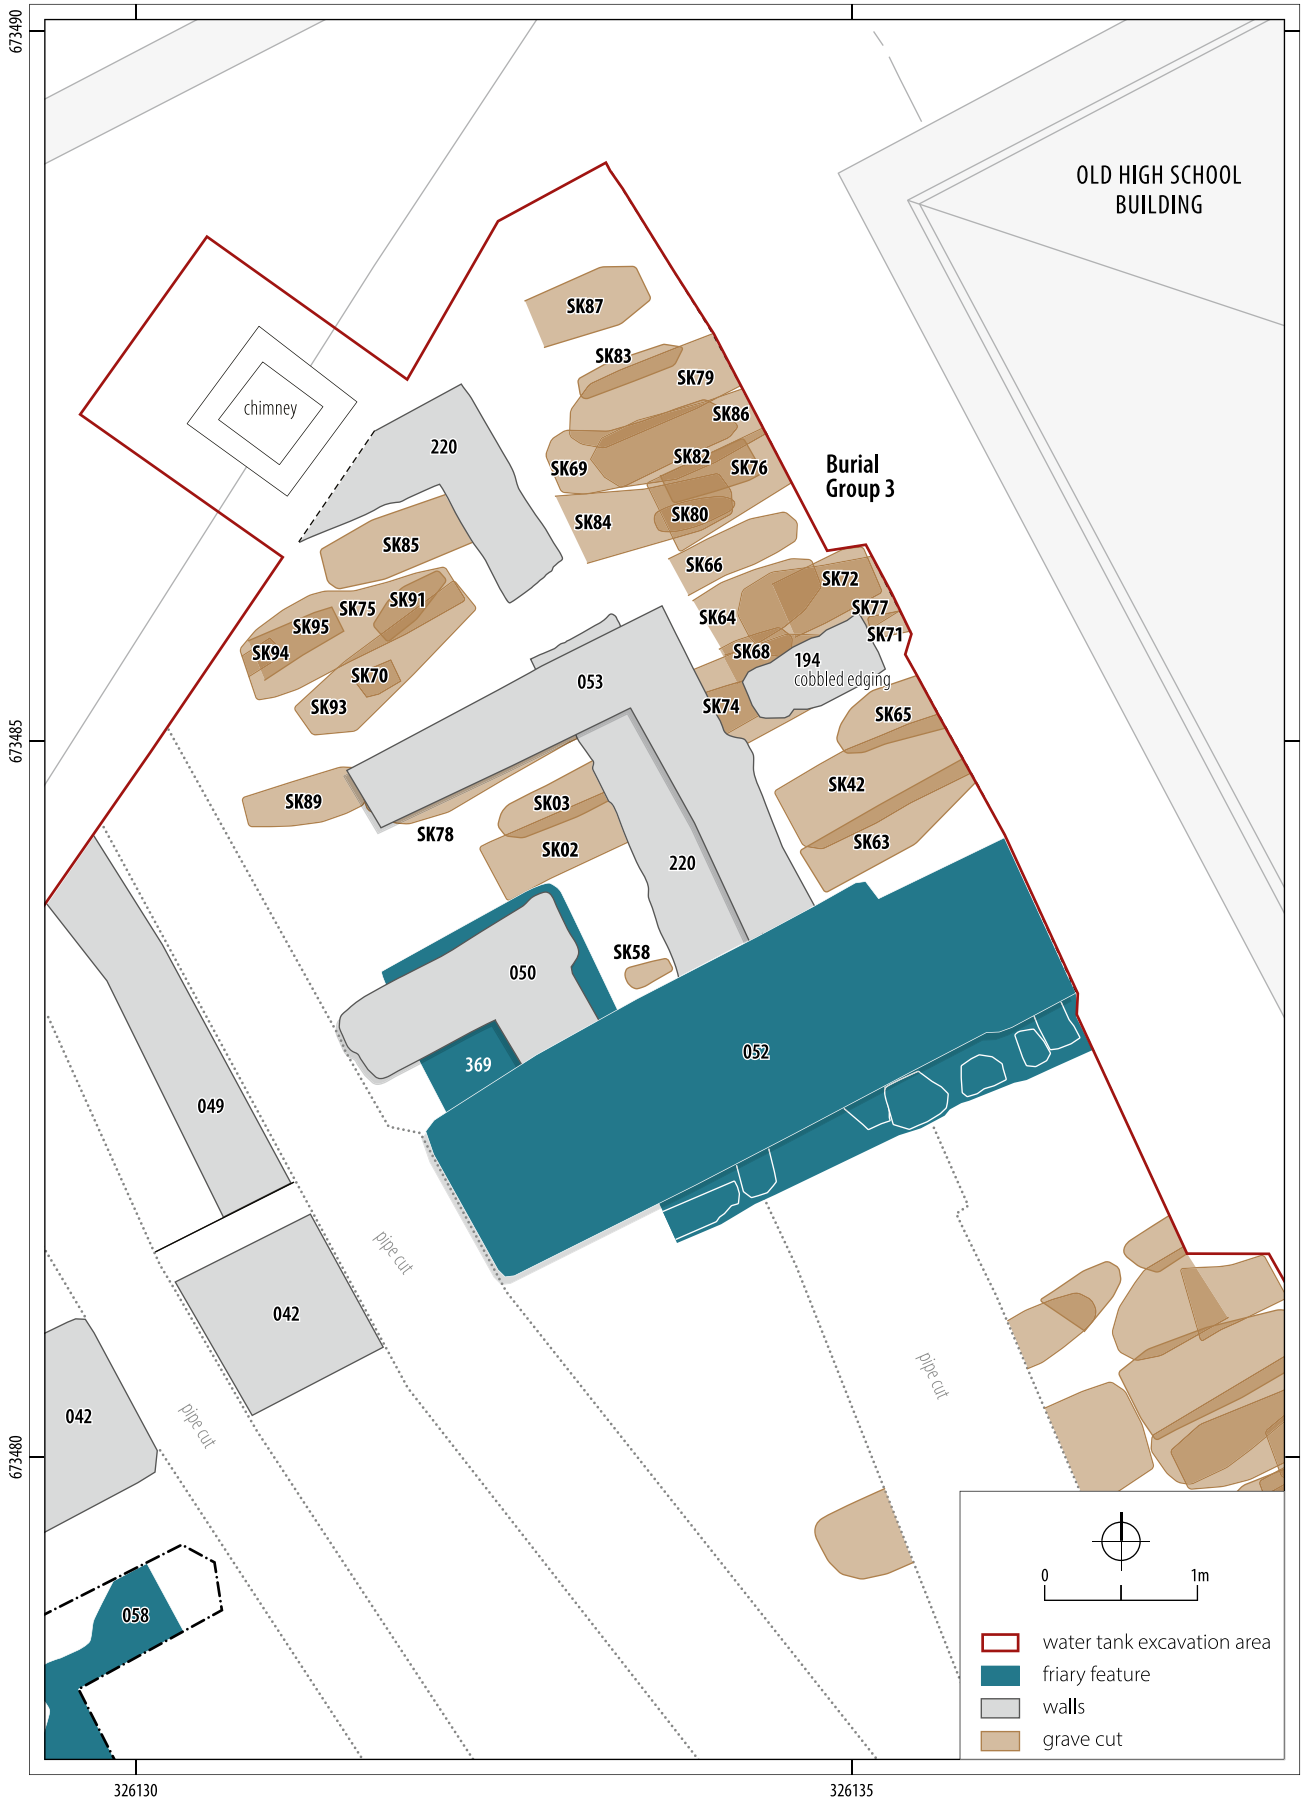 673490
OLD HIGH SCHOOL
BUILDING
SK87
SK83
SK79
chimney
SK86
220
SK82
SK76
SK69
Burial
Group 3
SK84
SK80
SK85
SK66
SK72
SK91
SK75
SK77
SK64
SK95
SK71
SK94
SK68
194
cobbled edging
SK70
053
SK93
SK74
SK65
673485
SK42
SK89
SK03
SK78
SK63
SK02
220
SK58
050
052
369
049
pipe cut
042
pipe cut
042
pipe cut
673480
0 1m
058
water tank excavation area
friary feature
walls
grave cut
326130
326135